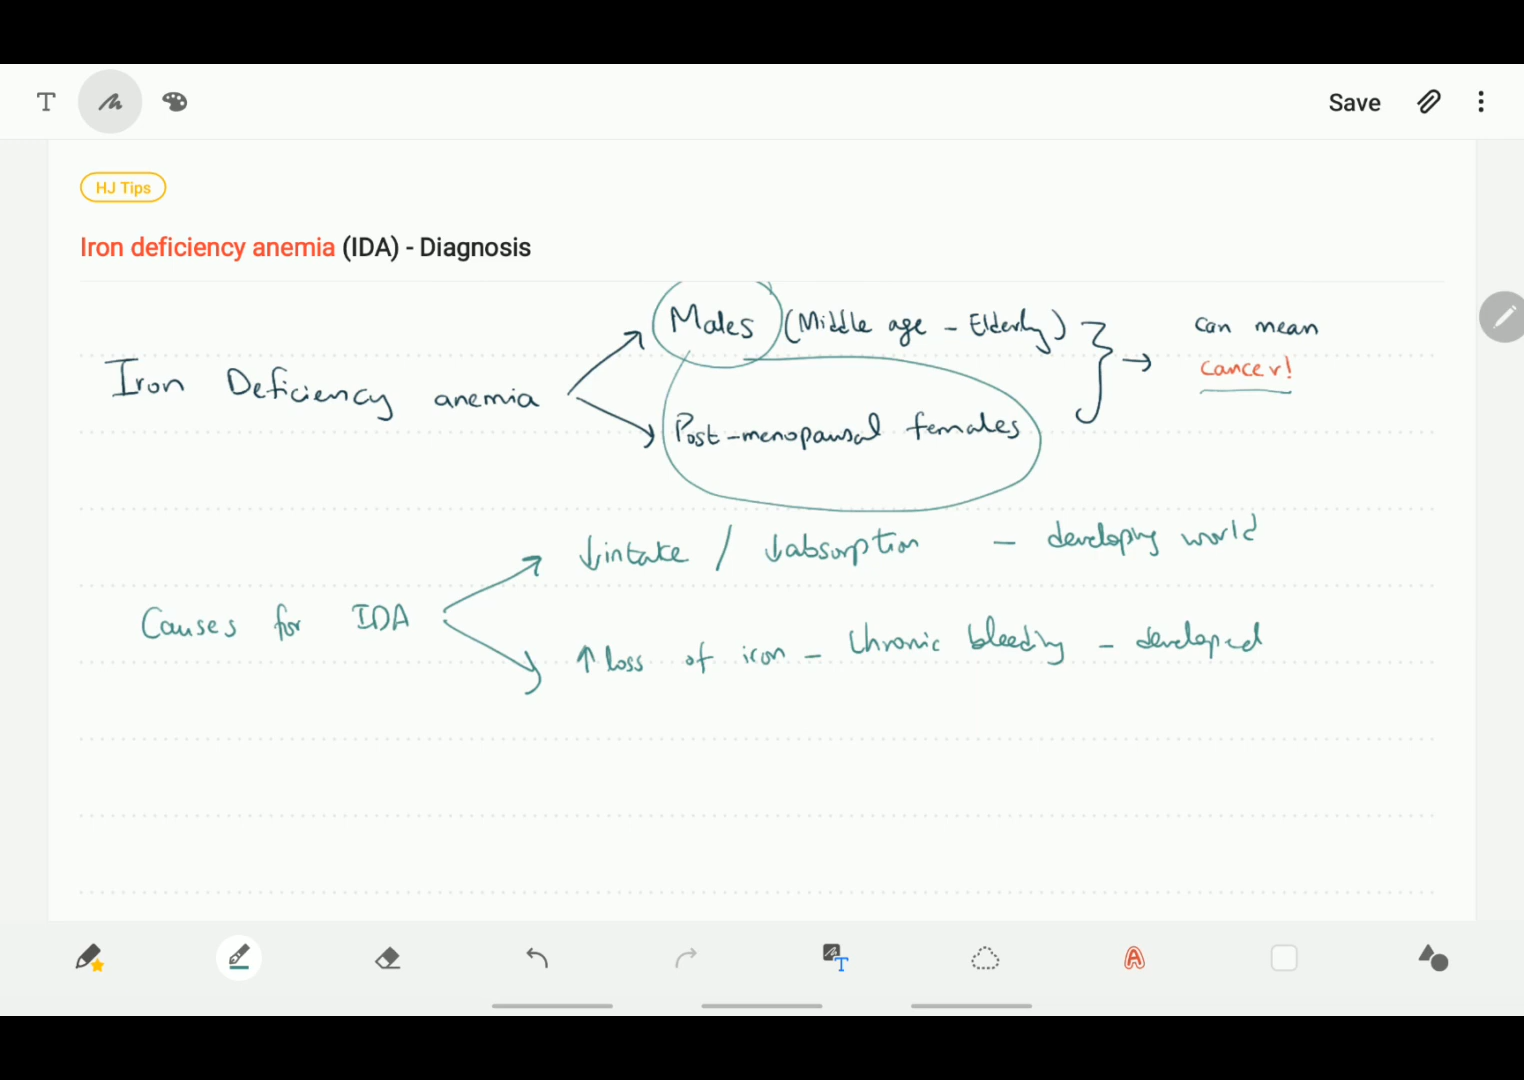 T Save
HJ Tips
Iron deficiency anemia (IDA) - Diagnosis
Males (Middle age - Elderly) } → can mean
cancer!
Iron Deficiency anemia
Post-menopausal females
↓intake / ↓absorption - developing world
Causes for IDA
↑ loss of iron - Chronic bleeding - developed
T
A